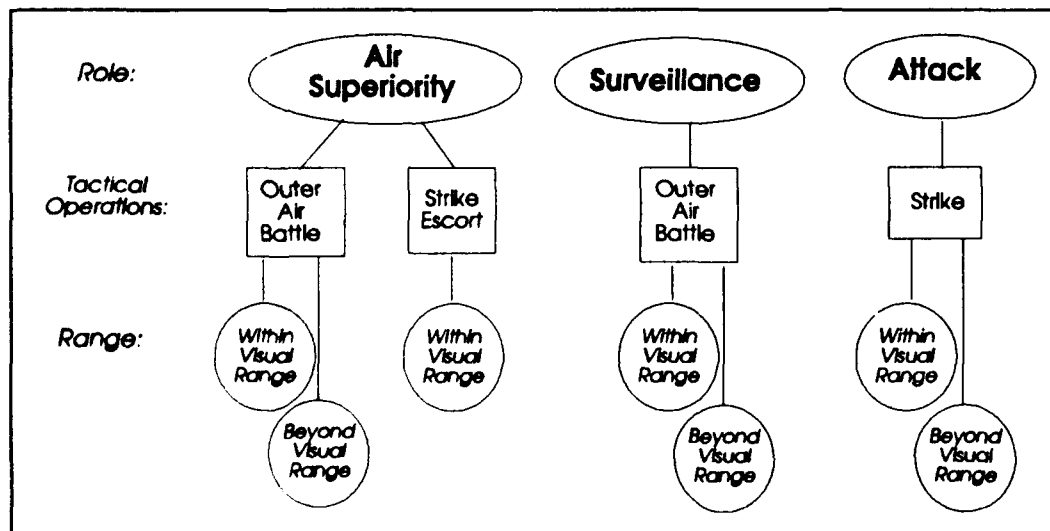 Role:
Air
Superiority
Surveillance
Attack
Tactical
Operations:
Outer
Air
Battle
Strike
Escort
Outer
Air
Battle
Strike
Range:
Within
Visual
Range
Within
Visual
Range
Within
Visual
Range
Within
Visual
Range
Beyond
Visual
Range
Beyond
Visual
Range
Beyond
Visual
Range